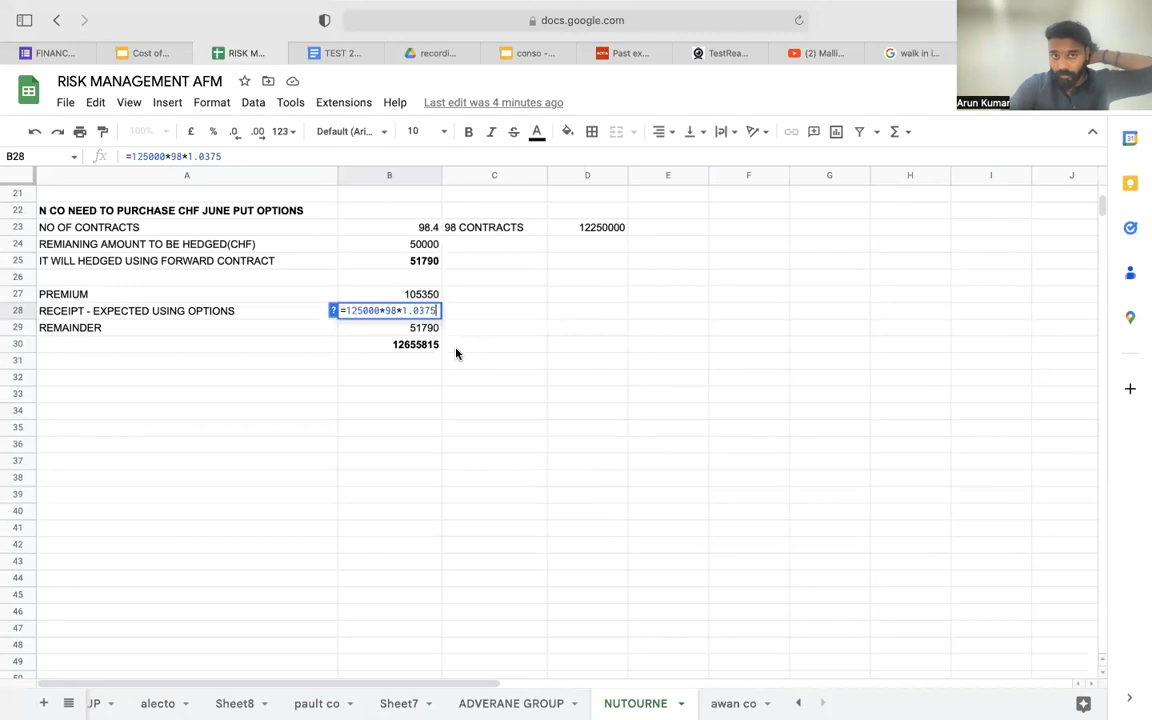 docs.google.com
FINANC...
Cost of...
RISK M...
TEST 2...
recordi...
conso -...
Past ex...
TestRea...
(2) Malli...
walk in i...
RISK MANAGEMENT AFM
File Edit View Insert Format Data Tools Extensions Help Last edit was 4 minutes ago
Arun Kumar
100% £ % .0 .00 123 Default (Ari... 10 B I S A
B28 fx =125000*98*1.0375
A B C D E F G H I J
21
22 N CO NEED TO PURCHASE CHF JUNE PUT OPTIONS
23 NO OF CONTRACTS 98.4 98 CONTRACTS 12250000
24 REMIANING AMOUNT TO BE HEDGED(CHF) 50000
25 IT WILL HEDGED USING FORWARD CONTRACT 51790
26
27 PREMIUM 105350
28 RECEIPT - EXPECTED USING OPTIONS ? =125000*98*1.0375
29 REMAINDER 51790
30 12655815
31
32
33
34
35
36
37
38
39
40
41
42
43
44
45
46
47
48
49
UP alecto Sheet8 pault co Sheet7 ADVERANE GROUP NUTOURNE awan co